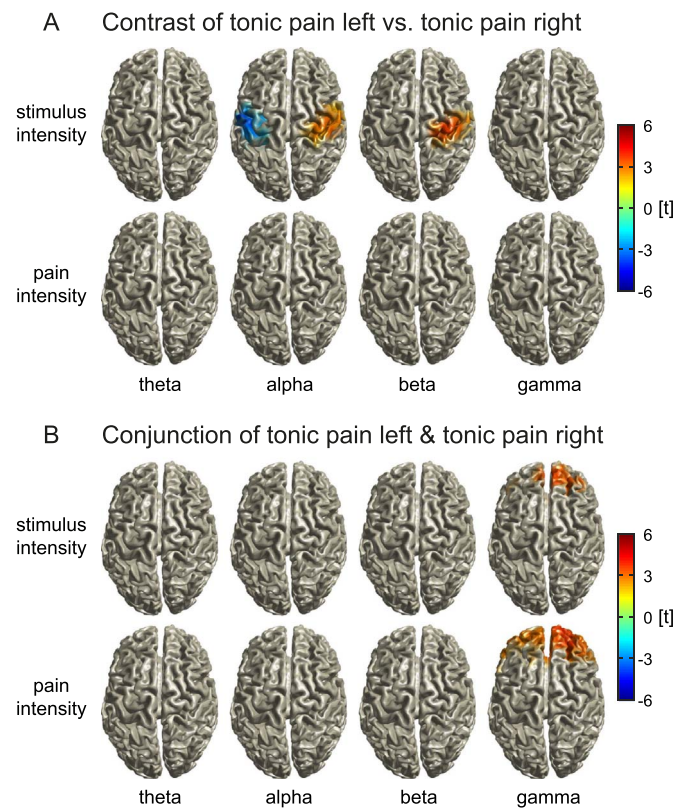 A Contrast of tonic pain left vs. tonic pain right
stimulus
intensity
6
3
0 [t]
-3
-6
pain
intensity
theta alpha beta gamma
B Conjunction of tonic pain left & tonic pain right
stimulus
intensity
6
3
0 [t]
-3
-6
pain
intensity
theta alpha beta gamma